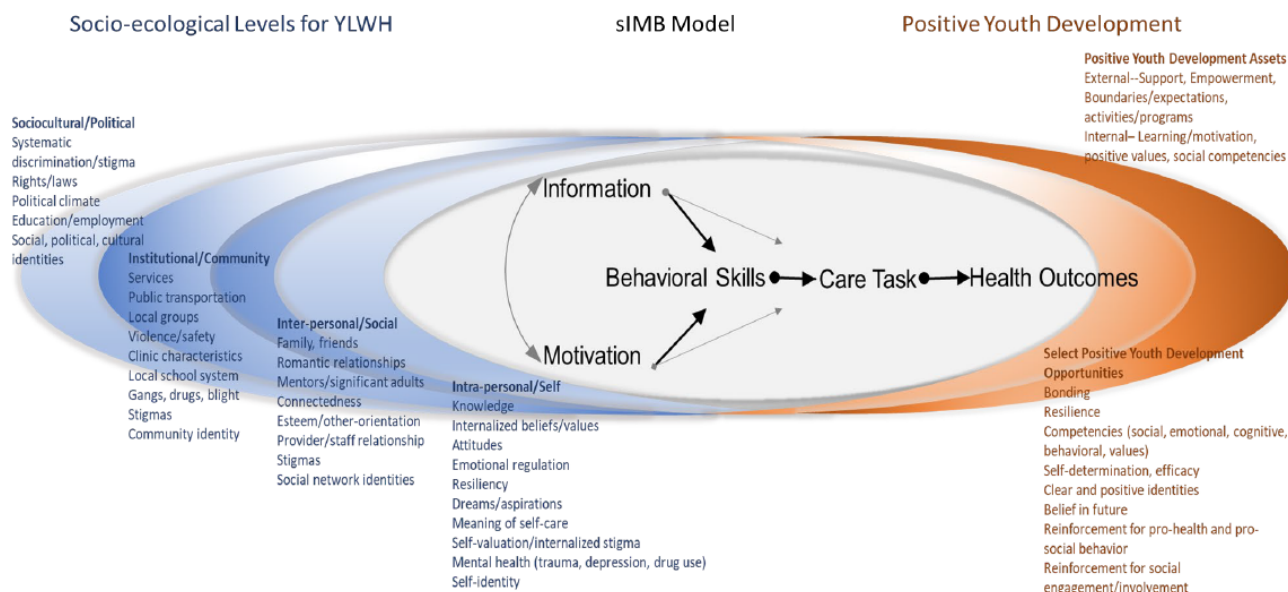 Socio-ecological Levels for YLWH
sIMB Model
Positive Youth Development
Positive Youth Development Assets
External--Support, Empowerment,
Boundaries/expectations,
activities/programs
Internal– Learning/motivation,
positive values, social competencies
Sociocultural/Political
Systematic
discrimination/stigma
Rights/laws
Political climate
Education/employment
Social, political, cultural
identities
Institutional/Community
Services
Public transportation
Local groups
Violence/safety
Clinic characteristics
Local school system
Gangs, drugs, blight
Stigmas
Community identity
Inter-personal/Social
Family, friends
Romantic relationships
Mentors/significant adults
Connectedness
Esteem/other-orientation
Provider/staff relationship
Stigmas
Social network identities
Intra-personal/Self
Knowledge
Internalized beliefs/values
Attitudes
Emotional regulation
Resiliency
Dreams/aspirations
Meaning of self-care
Self-valuation/internalized stigma
Mental health (trauma, depression, drug use)
Self-identity
Information
Behavioral Skills
Care Task
Health Outcomes
Motivation
Select Positive Youth Development
Opportunities
Bonding
Resilience
Competencies (social, emotional, cognitive,
behavioral, values)
Self-determination, efficacy
Clear and positive identities
Belief in future
Reinforcement for pro-health and pro-
social behavior
Reinforcement for social
engagement/involvement